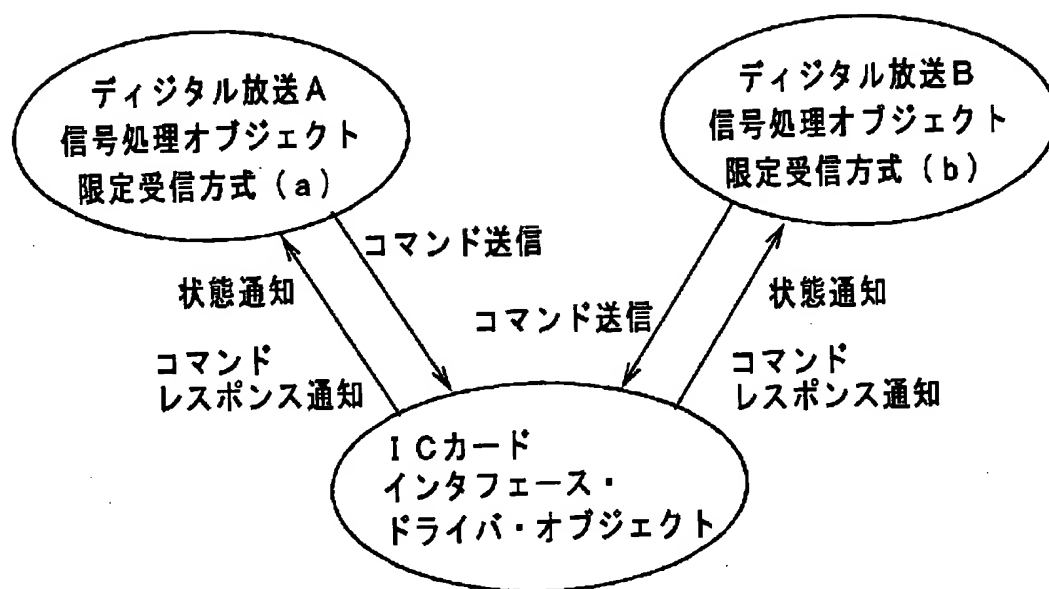 ディジタル放送A
信号処理オブジェクト
限定受信方式(a)
ディジタル放送B
信号処理オブジェクト
限定受信方式(b)
コマンド送信
状態通知
コマンド
レスポンス通知
コマンド送信
状態通知
コマンド
レスポンス通知
ICカード
インタフェース・
ドライバ・オブジェクト